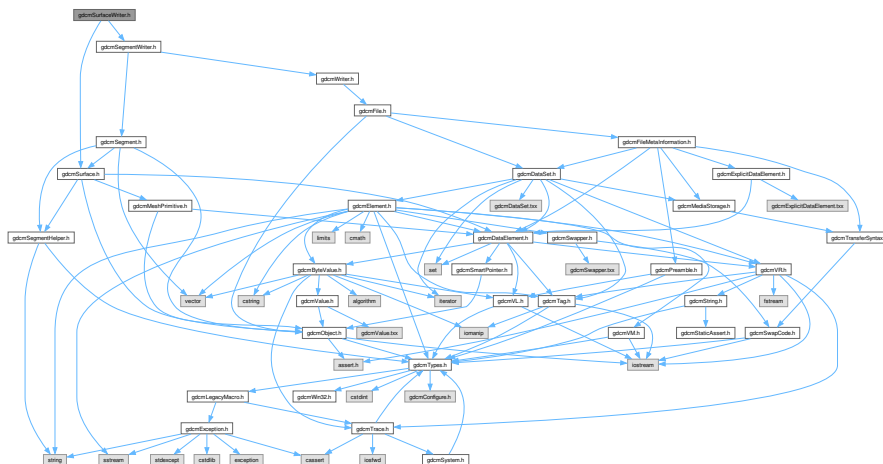 gdcmSurfaceWriter.h
gdcmSegmentWriter.h
gdcmWriter.h
gdcmFile.h
gdcmSegment.h
gdcmFileMetaInformation.h
gdcmSurface.h
gdcmDataSet.h
gdcmExplicitDataElement.h
gdcmMeshPrimitive.h
gdcmElement.h
gdcmDataSet.txx
gdcmMediaStorage.h
gdcmExplicitDataElement.txx
gdcmSegmentHelper.h
limits
cmath
gdcmDataElement.h
gdcmSwapper.h
gdcmTransferSyntax
gdcmByteValue.h
set
gdcmSmartPointer.h
gdcmSwapper.txx
gdcmPreamble.h
gdcmVR.h
vector
cstring
gdcmValue.h
algorithm
iterator
gdcmVL.h
gdcmTag.h
gdcmString.h
fstream
gdcmObject.h
gdcmValue.txx
iomanip
gdcmVM.h
gdcmStaticAssert.h
gdcmSwapCode.h
assert.h
gdcmTypes.h
iostream
gdcmLegacyMacro.h
gdcmWin32.h
cstdint
gdcmConfigure.h
gdcmException.h
gdcmTrace.h
string
sstream
stdexcept
cstdlib
exception
cassert
iosfwd
gdcmSystem.h